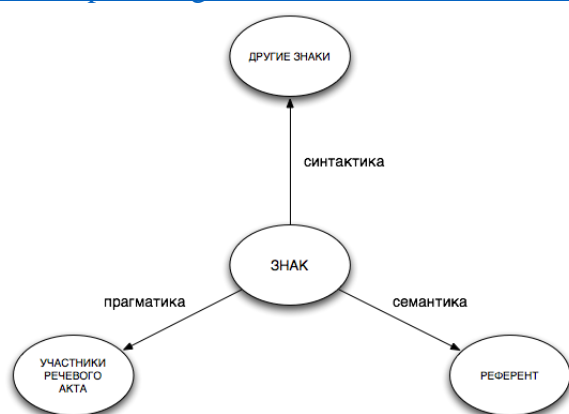 ДРУГИЕ ЗНАКИ
синтактика
ЗНАК
прагматика
семантика
УЧАСТНИКИ
РЕЧЕВОГО
АКТА
РЕФЕРЕНТ